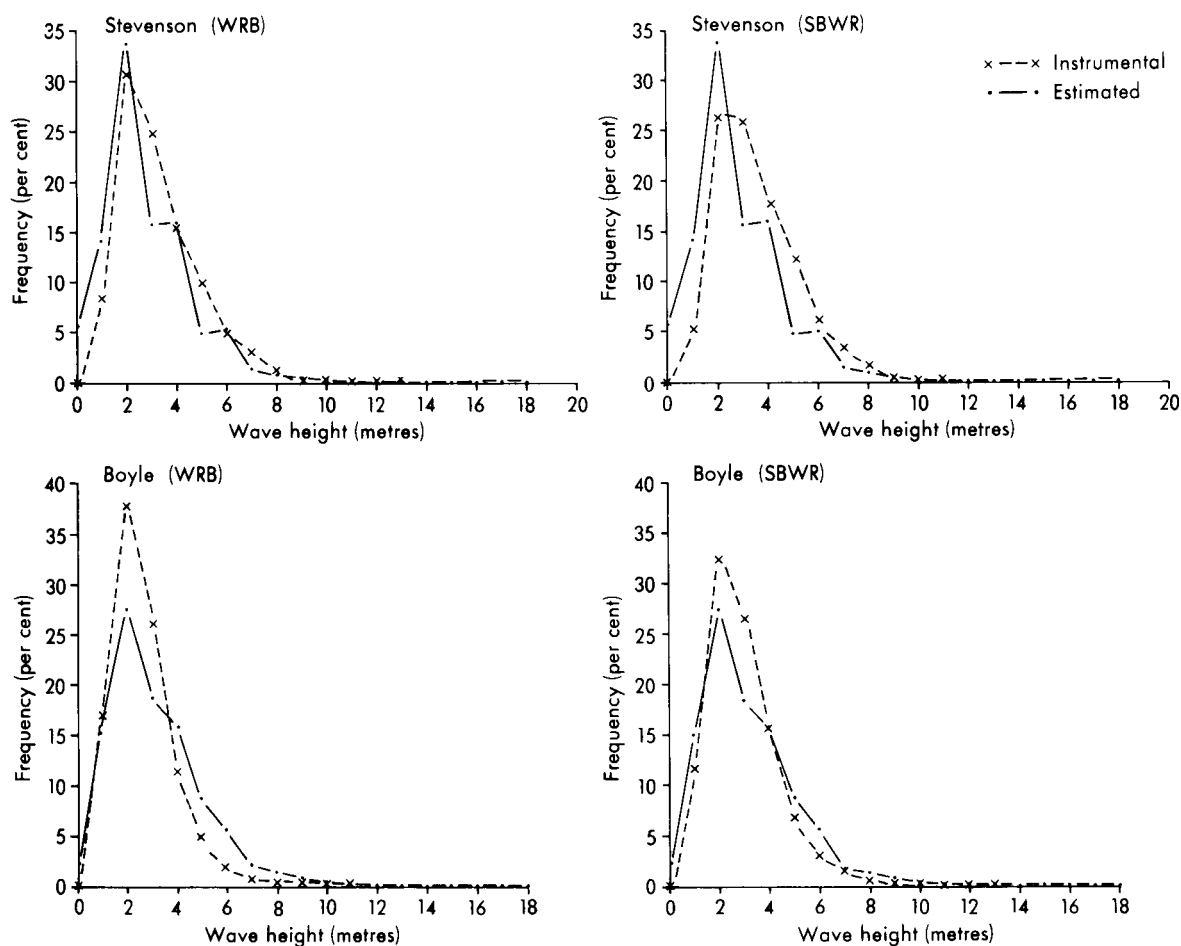 Stevenson (WRB)
35
30
25
20
15
10
5
0
Frequency (per cent)
0 2 4 6 8 10 12 14 16 18 20
Wave height (metres)
Stevenson (SBWR)
x--x Instrumental
.—. Estimated
35
30
25
20
15
10
5
0
Frequency (per cent)
0 2 4 6 8 10 12 14 16 18 20
Wave height (metres)
Boyle (WRB)
40
35
30
25
20
15
10
5
0
Frequency (per cent)
0 2 4 6 8 10 12 14 16 18
Wave height (metres)
Boyle (SBWR)
40
35
30
25
20
15
10
5
0
Frequency (per cent)
0 2 4 6 8 10 12 14 16 18
Wave height (metres)